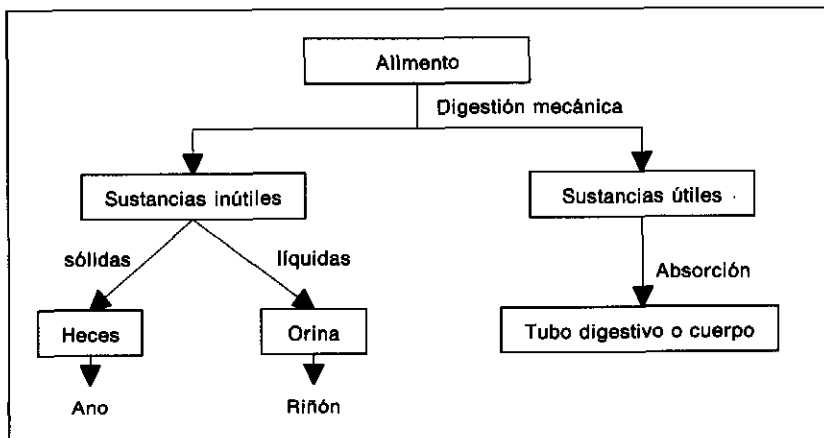 Alimento
Digestión mecánica
Sustancias inútiles
Sustancias útiles
sólidas
líquidas
Absorción
Heces
Orina
Tubo digestivo o cuerpo
Ano
Riñón